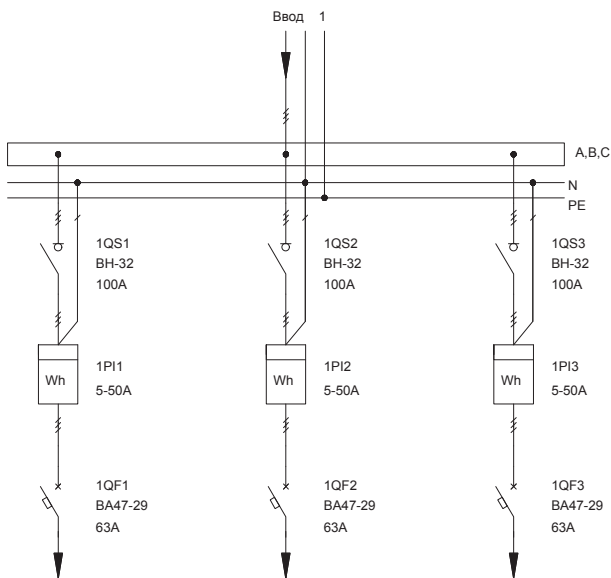 Ввод 1
A,B,C
N
PE
1QS1
ВН-32
100А
1QS2
ВН-32
100А
1QS3
ВН-32
100А
Wh
1PI1
5-50А
Wh
1PI2
5-50А
Wh
1PI3
5-50А
1QF1
ВА47-29
63А
1QF2
ВА47-29
63А
1QF3
ВА47-29
63А